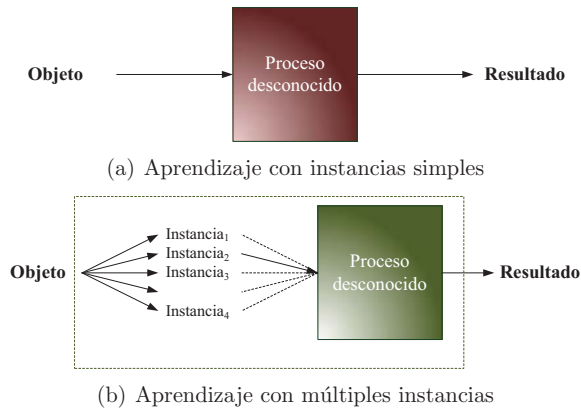 Objeto
Proceso
desconocido
Resultado
(a) Aprendizaje con instancias simples
Instancia₁
Instancia₂
Objeto
Instancia₃
Instancia₄
Proceso
desconocido
Resultado
(b) Aprendizaje con múltiples instancias